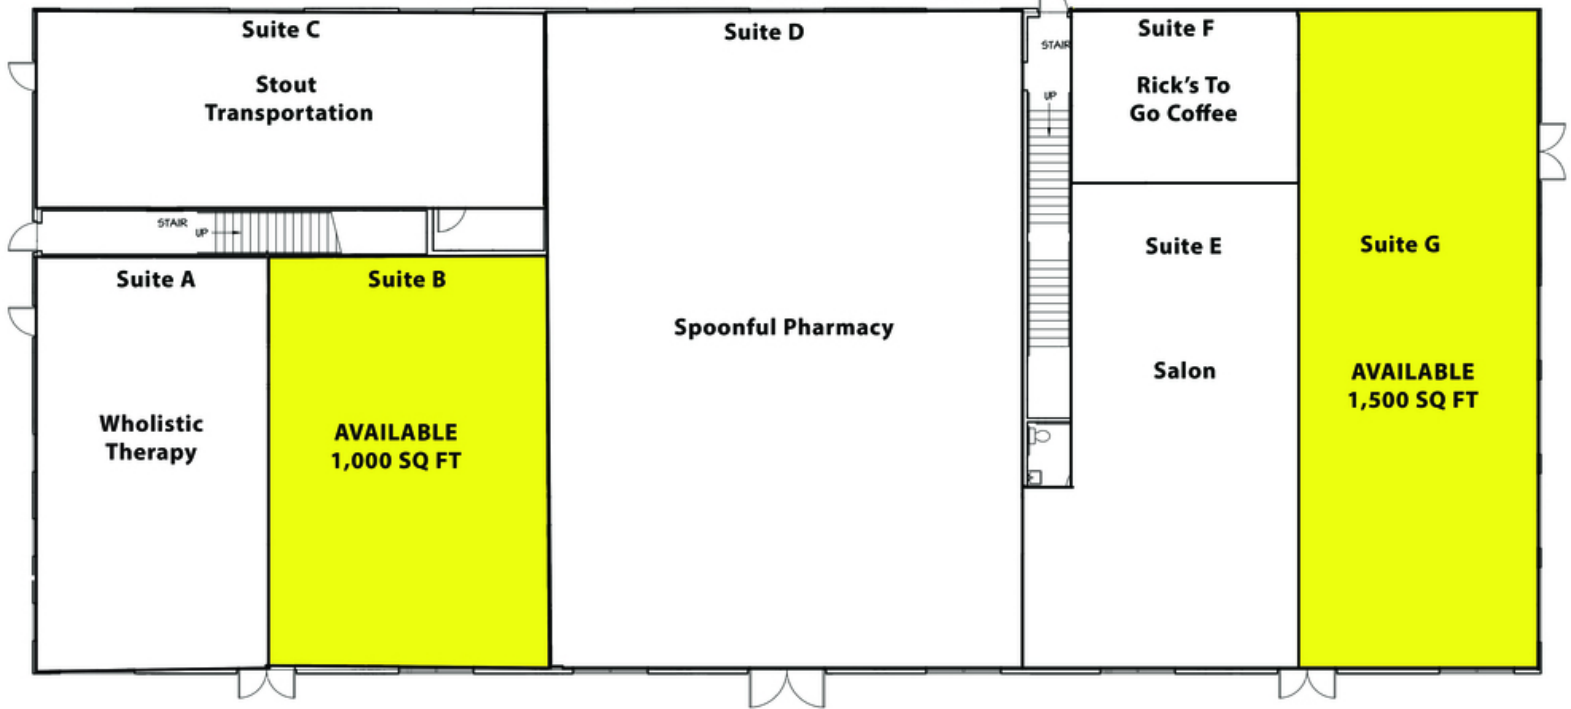 Suite C
Stout
Transportation
Suite D
STAIR
UP
Suite F
Rick's To
Go Coffee
STAIR
UP
Suite A
Wholistic
Therapy
Suite B
AVAILABLE
1,000 SQ FT
Spoonful Pharmacy
Suite E
Salon
Suite G
AVAILABLE
1,500 SQ FT